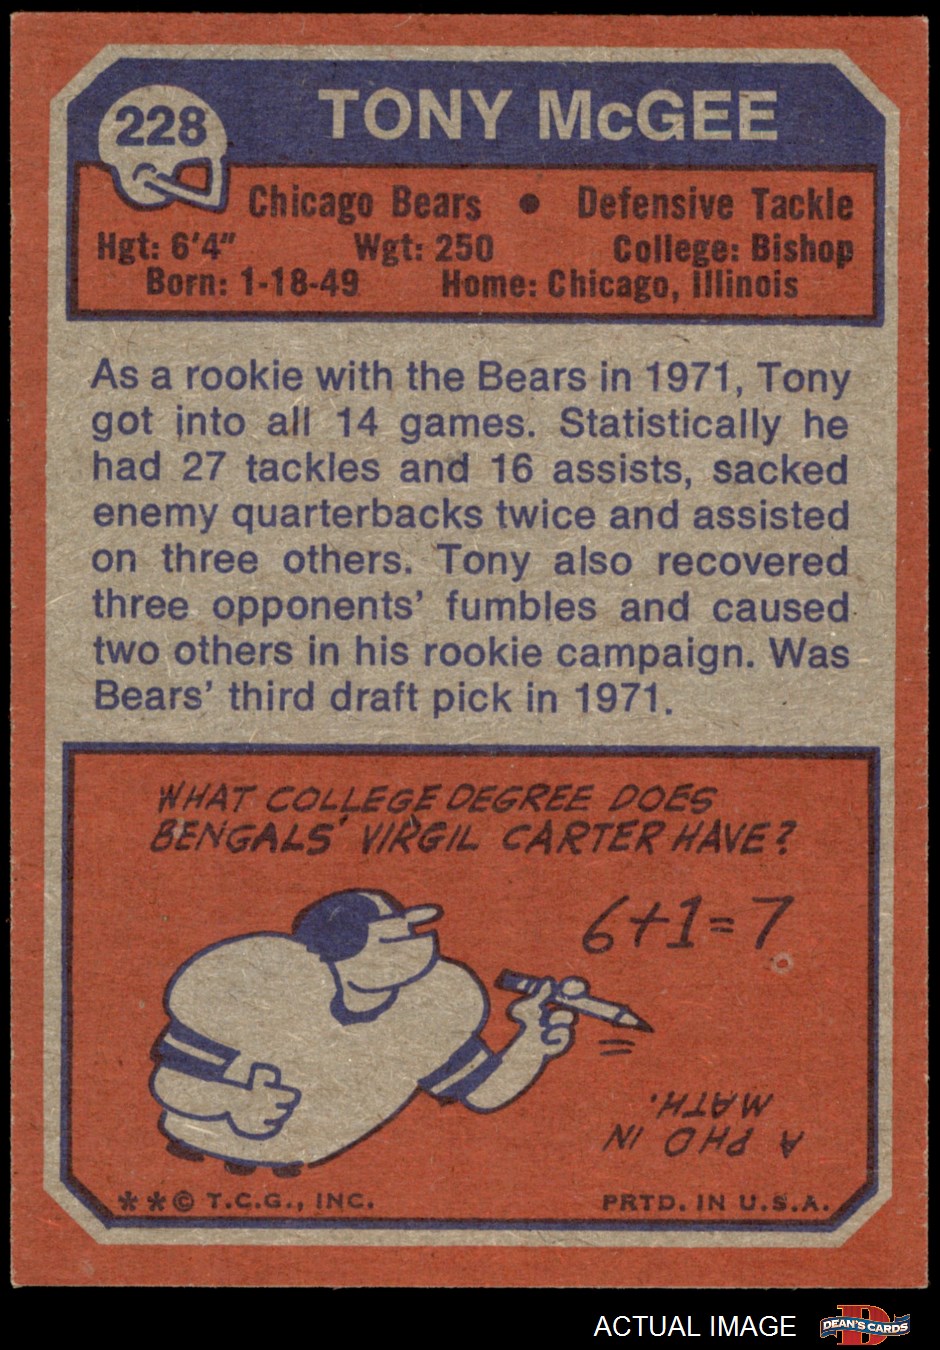 228
TONY McGEE
Chicago Bears • Defensive Tackle
Hgt: 6'4" Wgt: 250 College: Bishop
Born: 1-18-49 Home: Chicago, Illinois
As a rookie with the Bears in 1971, Tony
got into all 14 games. Statistically he
had 27 tackles and 16 assists, sacked
enemy quarterbacks twice and assisted
on three others. Tony also recovered
three opponents' fumbles and caused
two others in his rookie campaign. Was
Bears' third draft pick in 1971.
WHAT COLLEGE DEGREE DOES
BENGALS' VIRGIL CARTER HAVE?
6+1=7
A PHD IN
MATH.
**© T.C.G., INC. PRTD. IN U.S.A.
ACTUAL IMAGE
D
DEAN'S CARDS